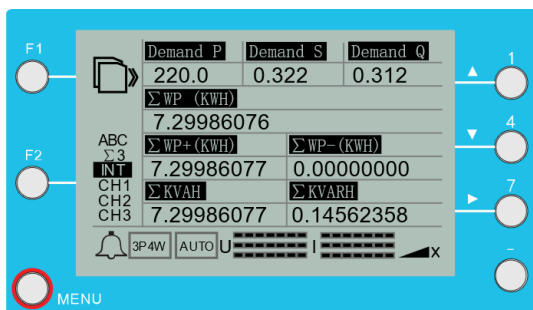 F1
Demand P Demand S Demand Q
1
220.0 0.322 0.312
ΣWP (KWH)
7.29986076
4
ABC
Σ3
INT
CH1
CH2
CH3
F2
ΣWP+(KWH) ΣWP-(KWH)
7.29986077 0.00000000
7
ΣKVAH ΣKVARH
7.29986077 0.14562358
3P4W AUTO U I X
-
MENU